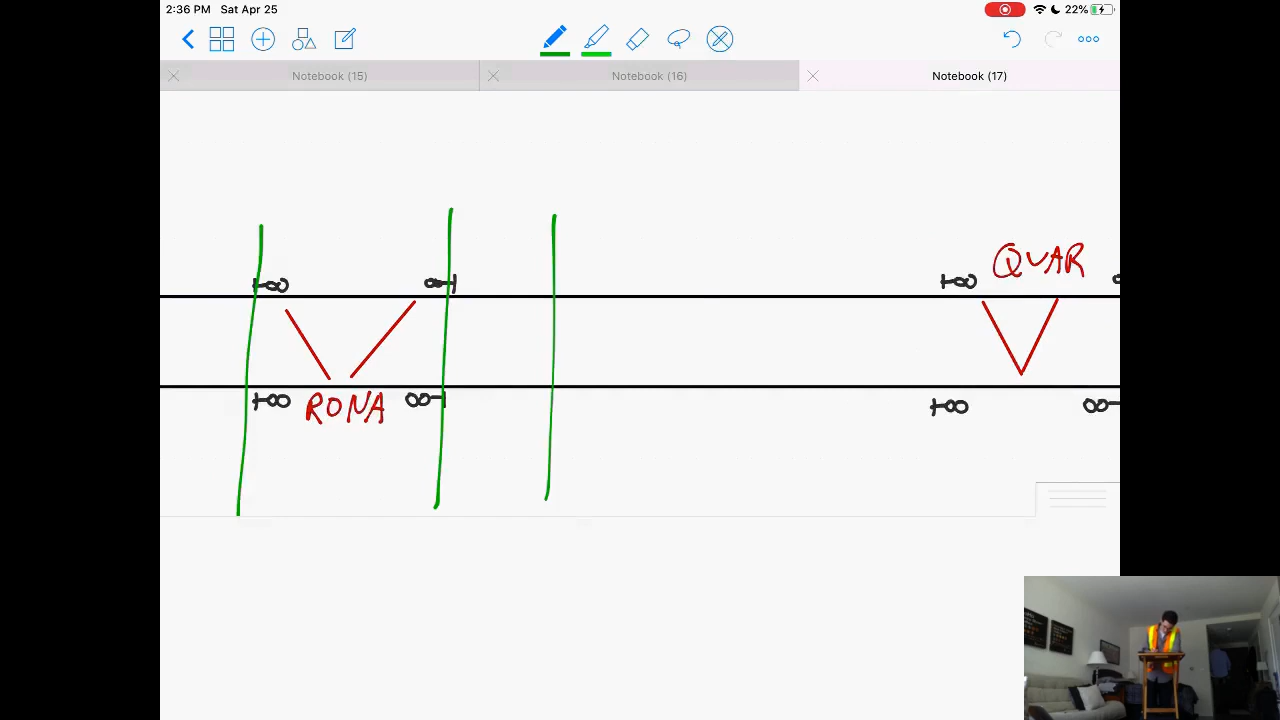 2:36 PM Sat Apr 25
22%
Notebook (15)
Notebook (16)
Notebook (17)
QUAR
RONA